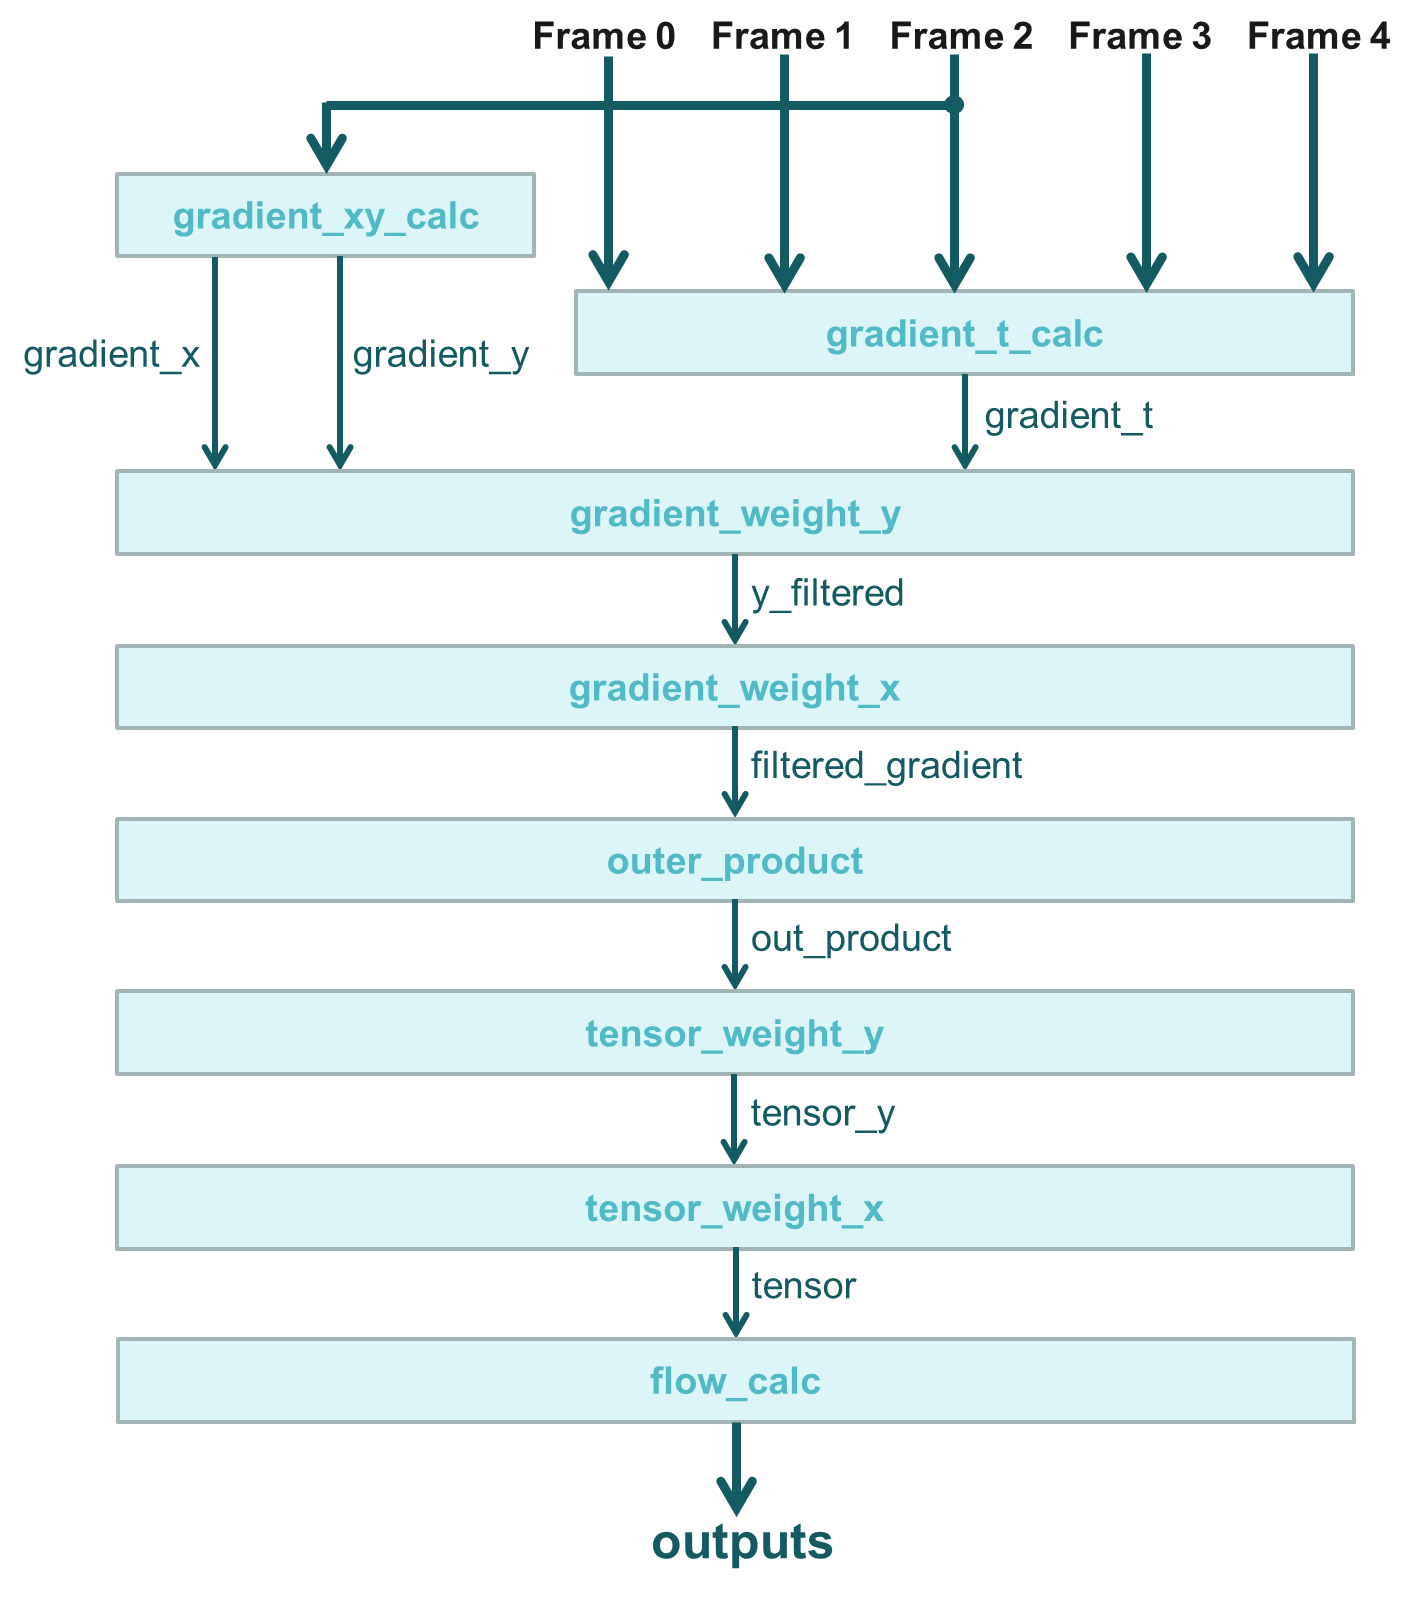 Frame 0 Frame 1 Frame 2 Frame 3 Frame 4
gradient_xy_calc
gradient_t_calc
gradient_x gradient_y
gradient_t
gradient_weight_y
y_filtered
gradient_weight_x
filtered_gradient
outer_product
out_product
tensor_weight_y
tensor_y
tensor_weight_x
tensor
flow_calc
outputs